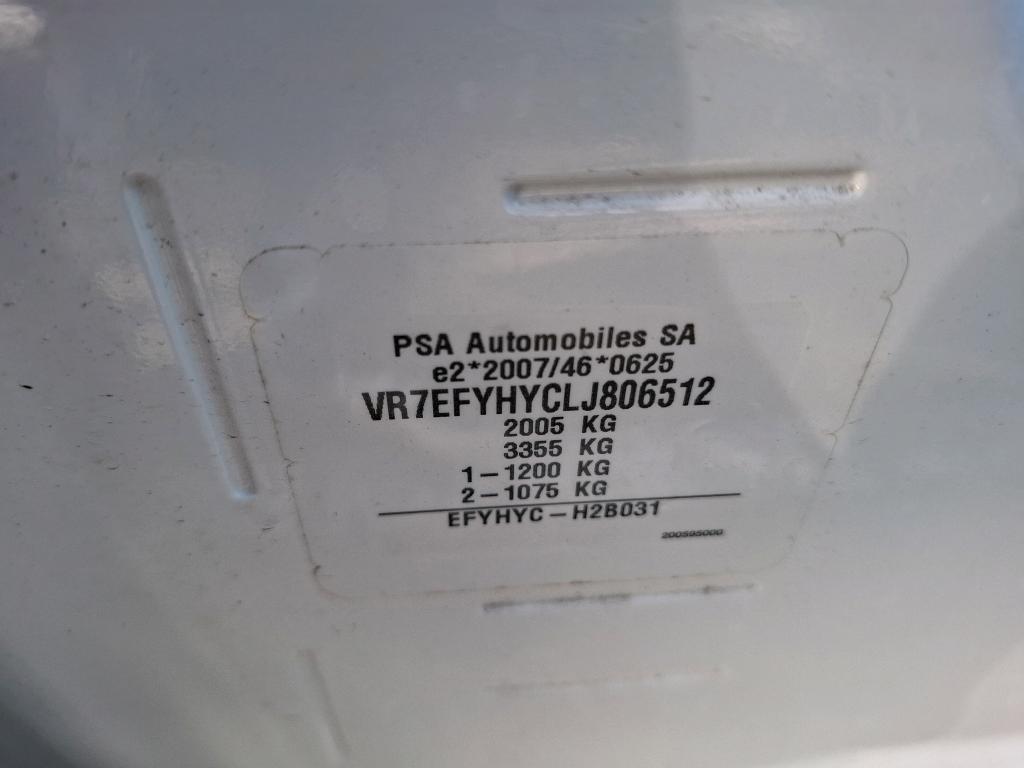 PSA Automobiles SA
e2*2007/46*0625
VR7EFYHYCLJ806512
2005 KG
3355 KG
1-1200 KG
2-1075 KG
EFYHYC-H2B031
200595000